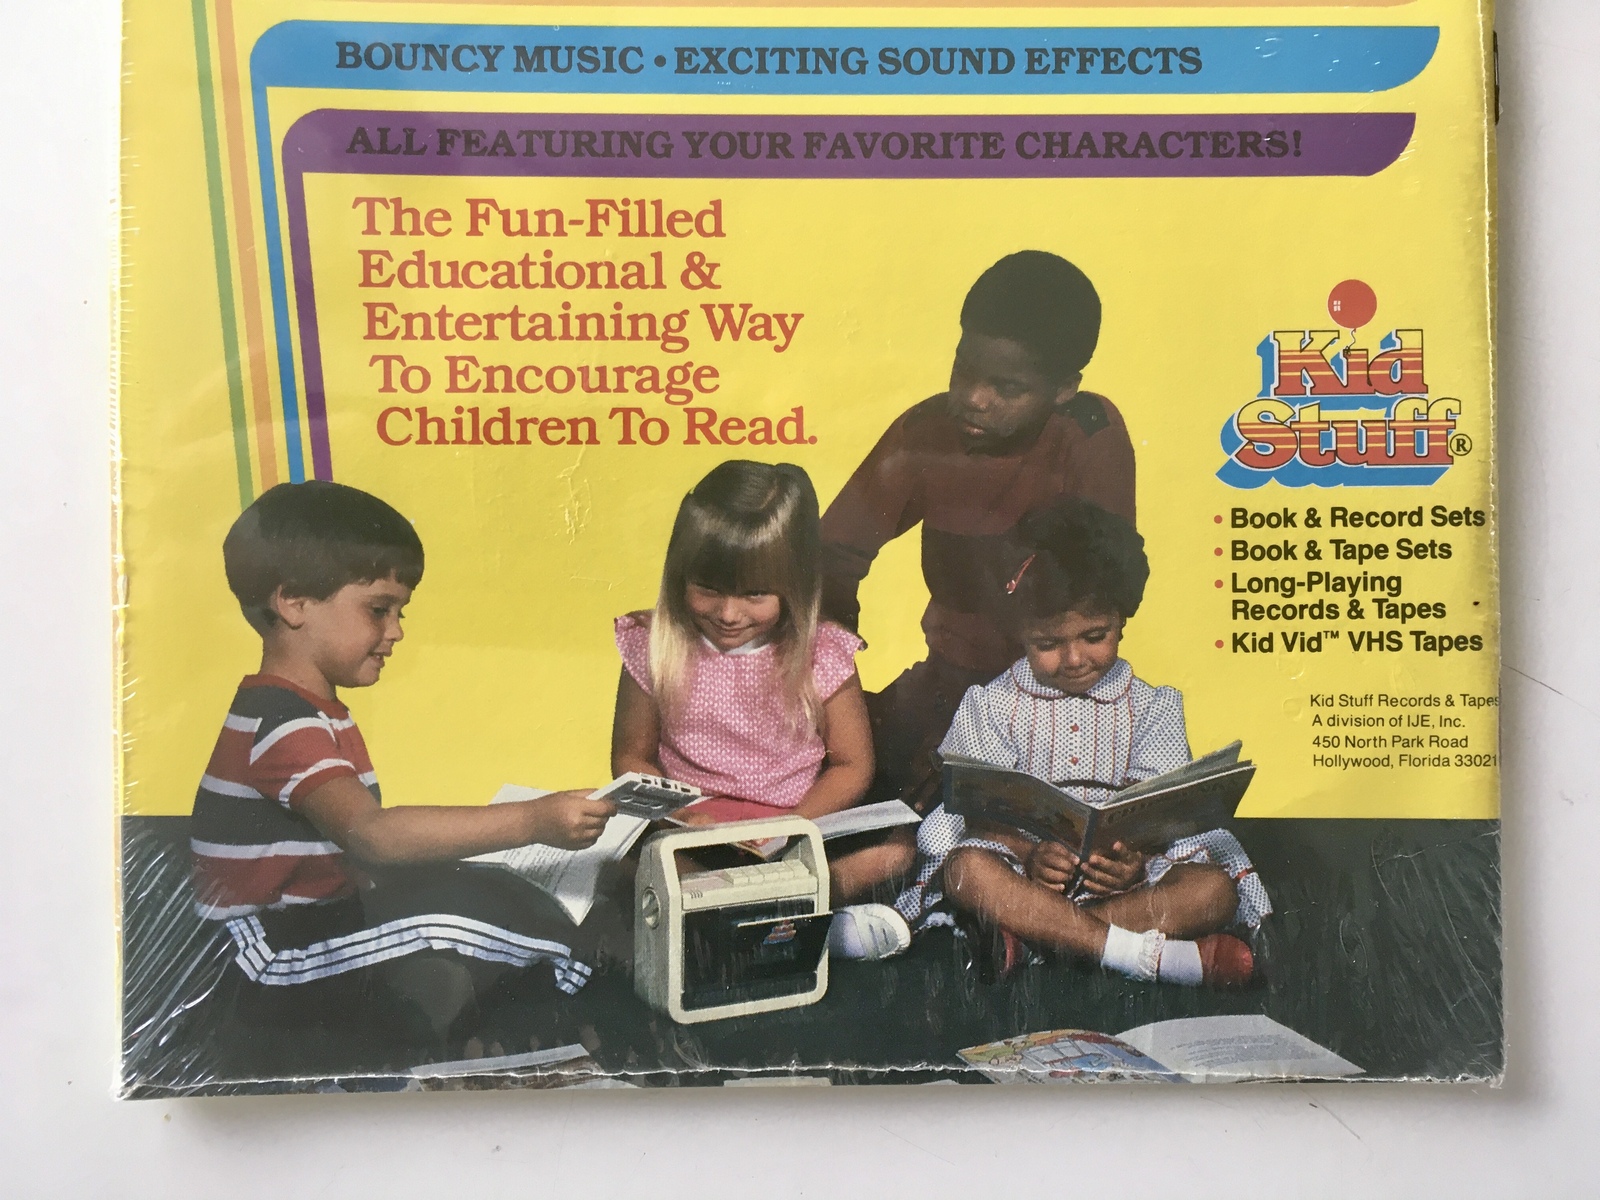 BOUNCY MUSIC • EXCITING SOUND EFFECTS
ALL FEATURING YOUR FAVORITE CHARACTERS!
The Fun-Filled
Educational &
Entertaining Way
To Encourage
Children To Read.
Kid
Stuff®
• Book & Record Sets
• Book & Tape Sets
• Long-Playing
Records & Tapes
• Kid Vid™ VHS Tapes
Kid Stuff Records & Tapes
A division of IJE, Inc.
450 North Park Road
Hollywood, Florida 33021